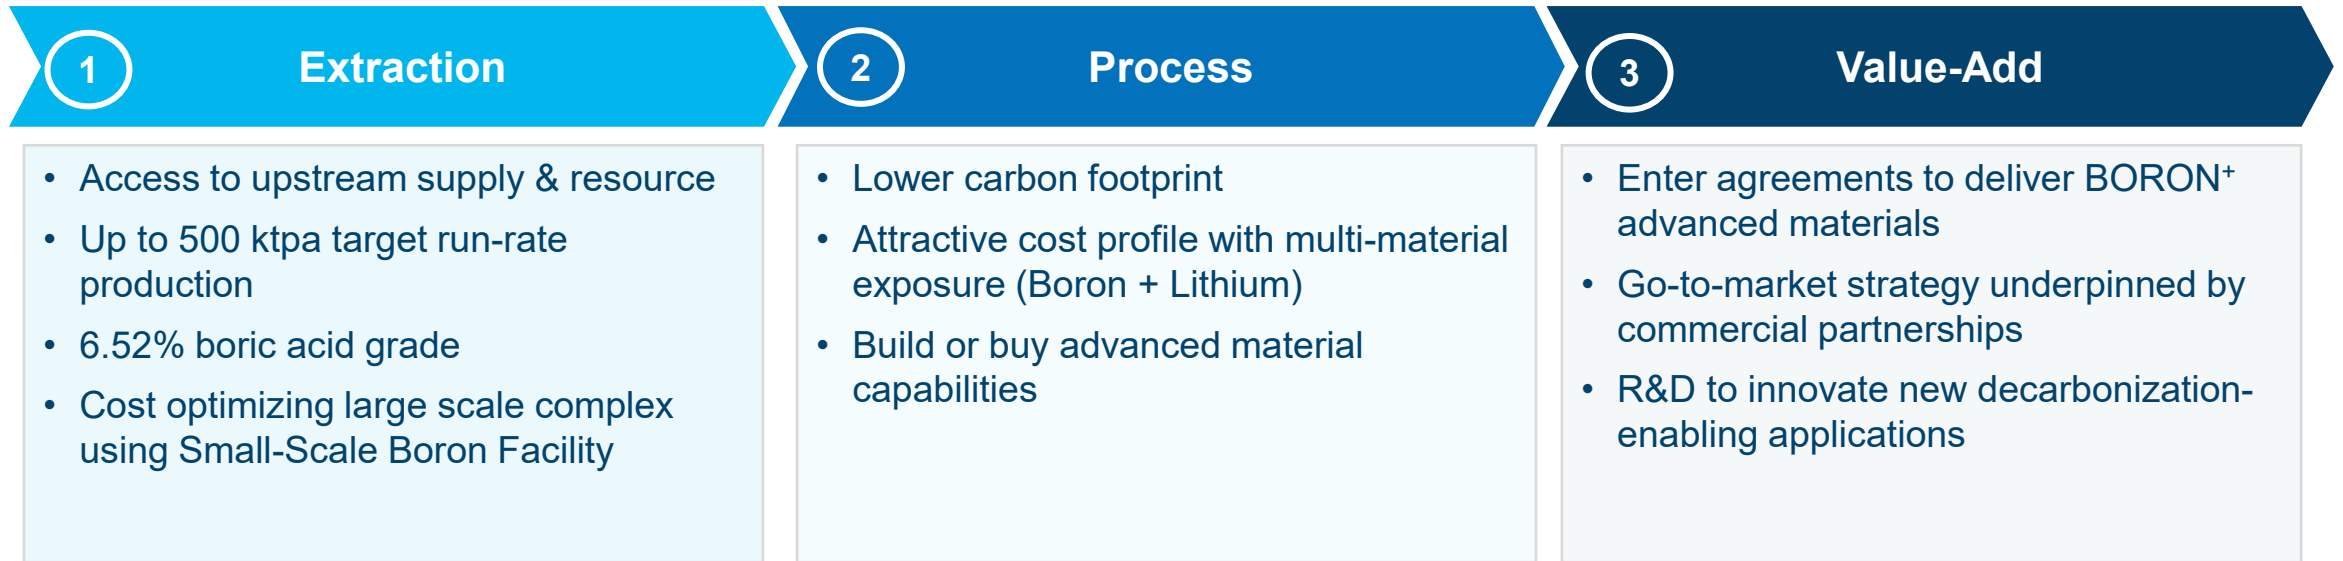 1
Extraction
• Access to upstream supply & resource
• Up to 500 ktpa target run-rate
production
• 6.52% boric acid grade
• Cost optimizing large scale complex
using Small-Scale Boron Facility
2
Process
• Lower carbon footprint
• Attractive cost profile with multi-material
exposure (Boron + Lithium)
• Build or buy advanced material
capabilities
3
Value-Add
• Enter agreements to deliver BORON⁺
advanced materials
• Go-to-market strategy underpinned by
commercial partnerships
• R&D to innovate new decarbonization-
enabling applications